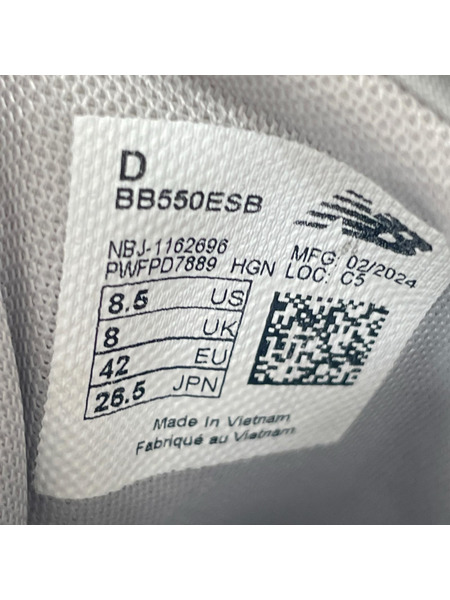 D
BB550ESB
NBJ-1162696
PWFPD7889 HGN
MFG: 02/2024
LOC: C5
8.5 US
8 UK
42 EU
26.5 JPN
Made in Vietnam
Fabriqué au Vietnam